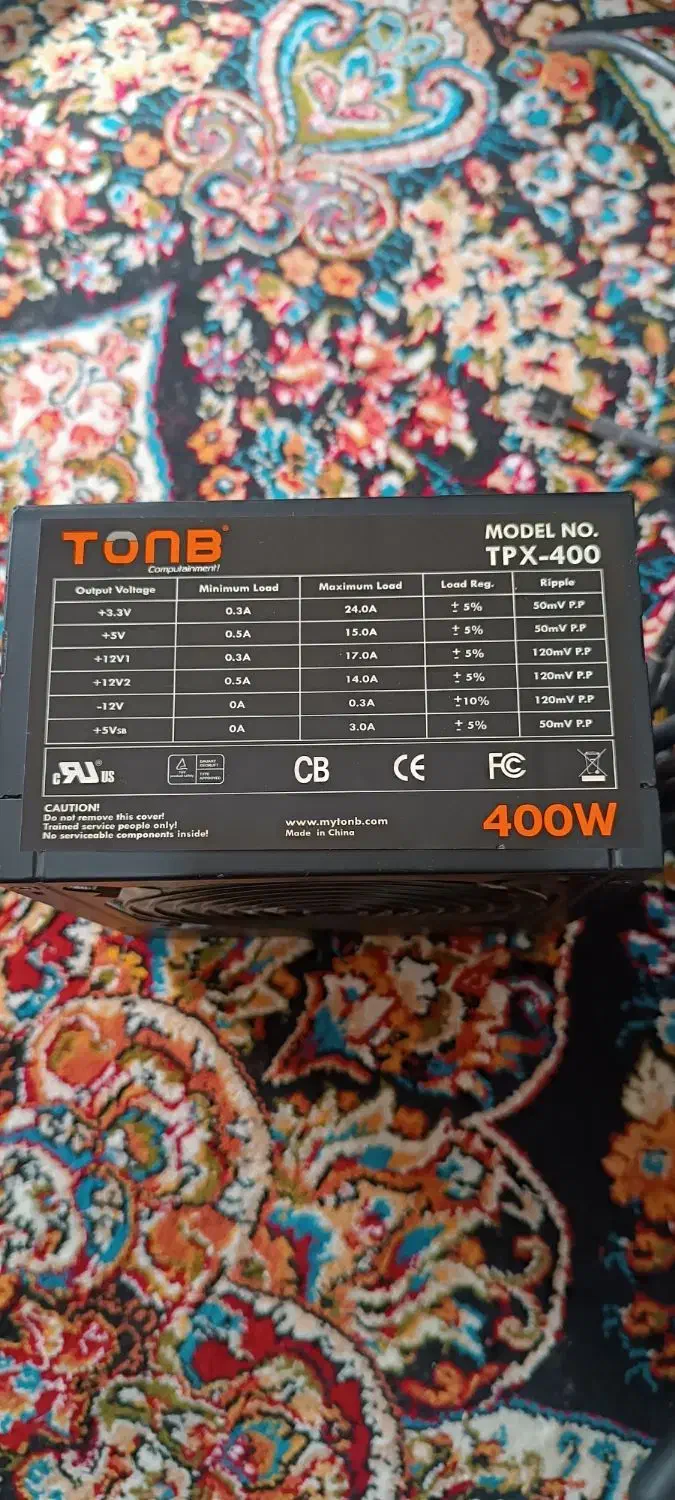 TONB®
Computainment!
MODEL NO.
TPX-400
Output Voltage Minimum Load Maximum Load Load Reg. Ripple
+3.3V 0.3A 24.0A ± 5% 50mV P.P
+5V 0.5A 15.0A ± 5% 50mV P.P
+12V1 0.3A 17.0A ± 5% 120mV P.P
+12V2 0.5A 14.0A ± 5% 120mV P.P
-12V 0A 0.3A ±10% 120mV P.P
+5VSB 0A 3.0A ± 5% 50mV P.P
c RU® US CB CE FC
CAUTION!
Do not remove this cover!
Trained service people only!
No serviceable components inside!
www.mytonb.com
Made in China
400W